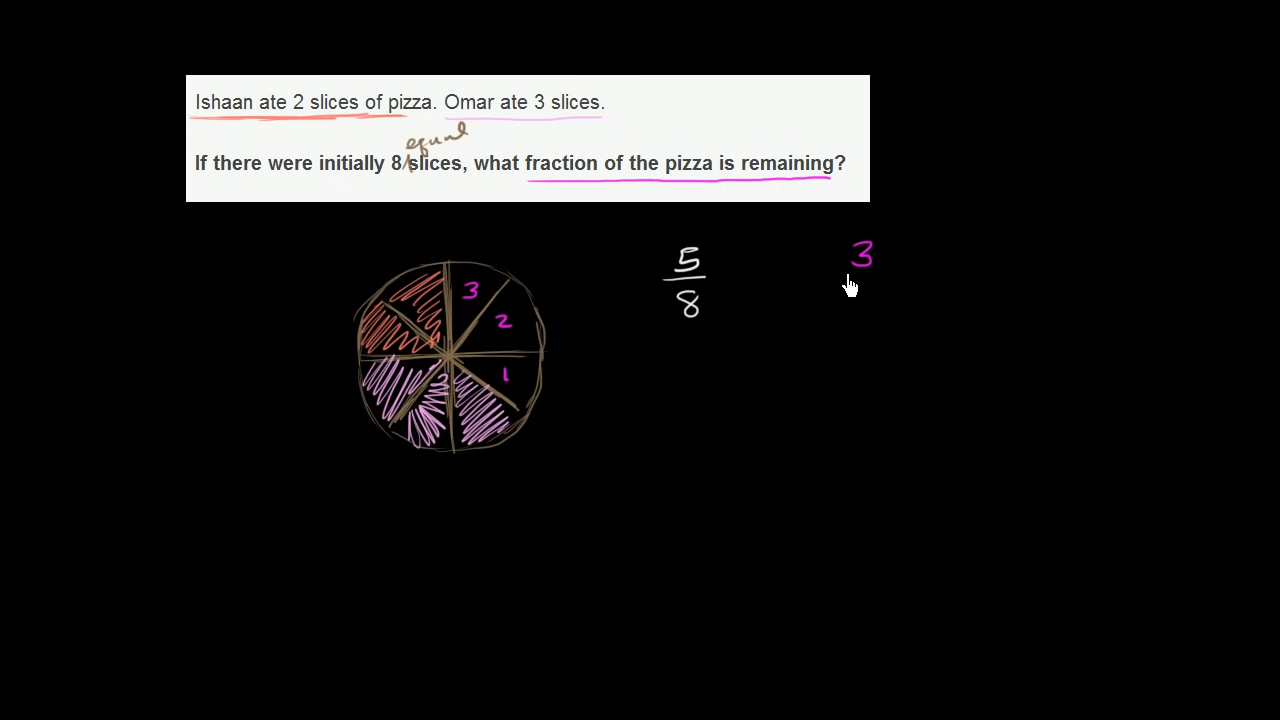 Ishaan ate 2 slices of pizza. Omar ate 3 slices.
equal
If there were initially 8 slices, what fraction of the pizza is remaining?
5
8
3
3
2
1